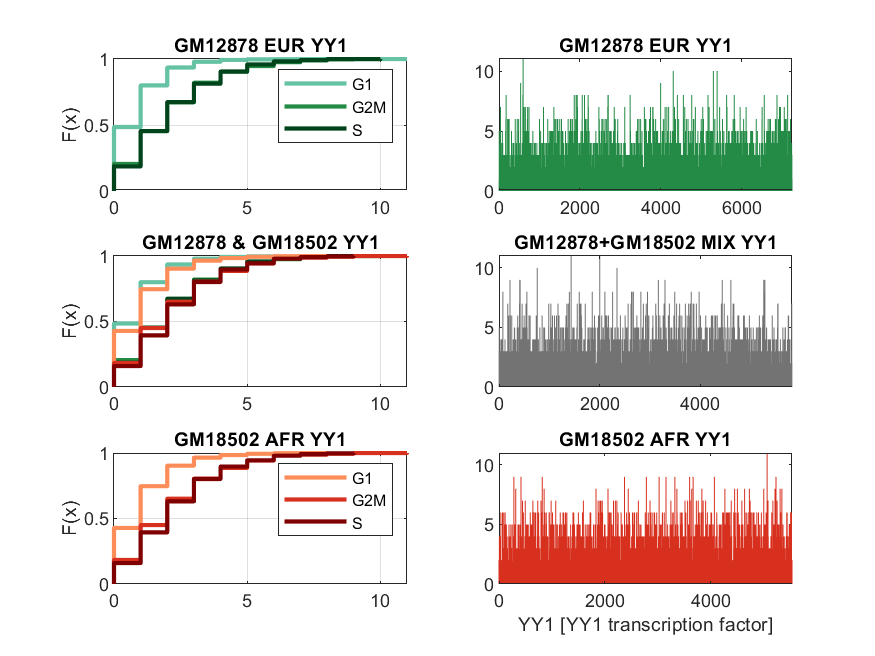 GM12878 EUR YY1
F(x)
1
0.5
0
0 5 10
G1
G2M
S
GM12878 EUR YY1
10
5
0
0 2000 4000 6000
GM12878 & GM18502 YY1
F(x)
1
0.5
0
0 5 10
GM12878+GM18502 MIX YY1
10
5
0
0 2000 4000
GM18502 AFR YY1
F(x)
1
0.5
0
0 5 10
G1
G2M
S
GM18502 AFR YY1
10
5
0
0 2000 4000
YY1 [YY1 transcription factor]